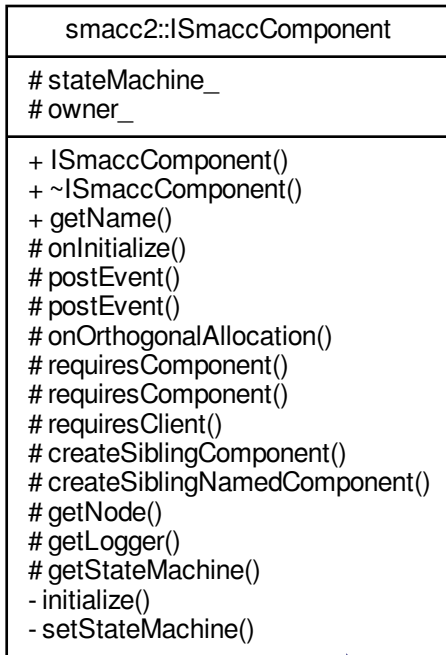 smacc2::ISmaccComponent
# stateMachine_
# owner_
+ ISmaccComponent()
+ ~ISmaccComponent()
+ getName()
# onInitialize()
# postEvent()
# postEvent()
# onOrthogonalAllocation()
# requiresComponent()
# requiresComponent()
# requiresClient()
# createSiblingComponent()
# createSiblingNamedComponent()
# getNode()
# getLogger()
# getStateMachine()
- initialize()
- setStateMachine()